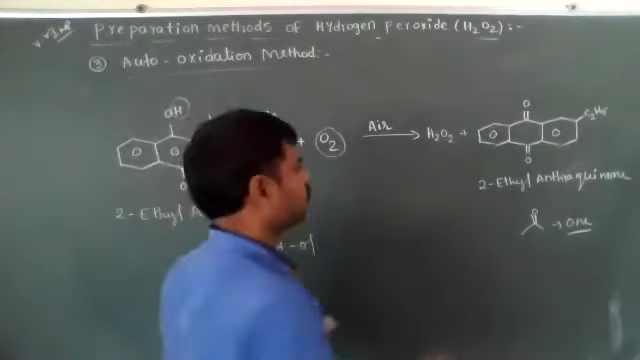 Preparation methods of Hydrogen peroxide (H2O2):-
③ Auto-oxidation Method:-
OH
+ O2 Air → H2O2 +
O
C2H5
O
2-Ethyl
2-Ethyl Anthraquinone
O
→ one